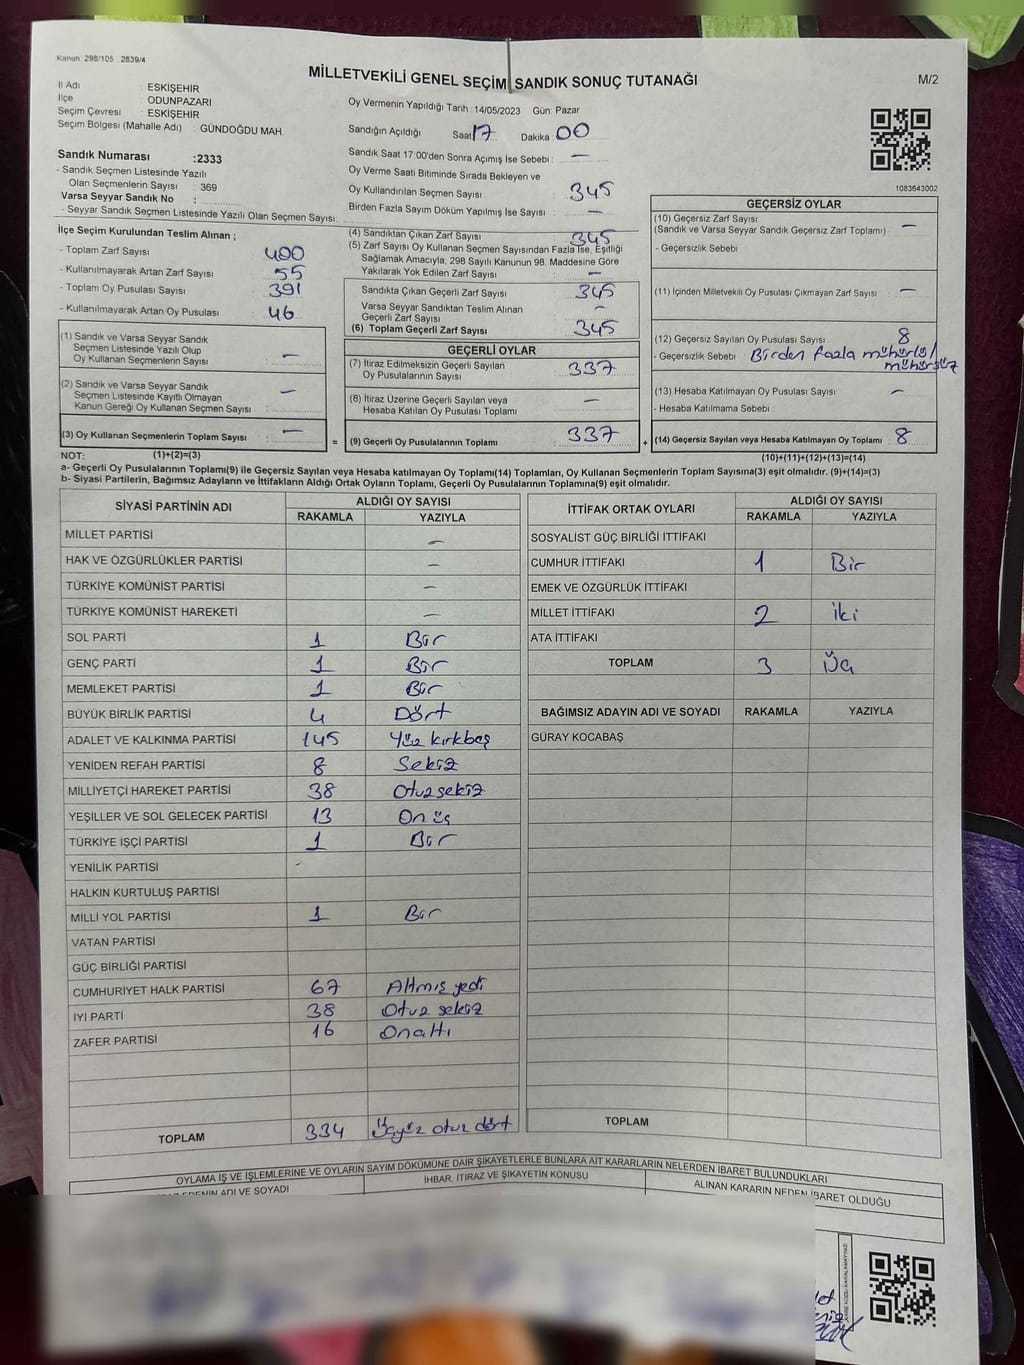 Kanun: 298/105 2839/4
MİLLETVEKİLİ GENEL SEÇİM SANDIK SONUÇ TUTANAĞI
M/2
İl Adı : ESKİŞEHİR
İlçe ODUNPAZARI
Seçim Çevresi : ESKİŞEHİR
Seçim Bölgesi (Mahalle Adı) : GÜNDOĞDU MAH.
Sandık Numarası :2333
- Sandık Seçmen Listesinde Yazılı
Olan Seçmenlerin Sayısı : 369
Varsa Seyyar Sandık No :
- Seyyar Sandık Seçmen Listesinde Yazılı Olan Seçmen Sayısı:
İlçe Seçim Kurulundan Teslim Alınan ;
- Toplam Zarf Sayısı : 400
- Kullanılmayarak Artan Zarf Sayısı : 55
- Toplam Oy Pusulası Sayısı : 391
- Kullanılmayarak Artan Oy Pusulası : 46
(1) Sandık ve Varsa Seyyar Sandık
Seçmen Listesinde Yazılı Olup
Oy Kullanan Seçmenlerin Sayısı : —
(2) Sandık ve Varsa Seyyar Sandık
Seçmen Listesinde Kayıtlı Olmayan
Kanun Gereği Oy Kullanan Seçmen Sayısı : —
(3) Oy Kullanan Seçmenlerin Toplam Sayısı : —
Oy Vermenin Yapıldığı Tarih :14/05/2023 Gün: Pazar
Sandığın Açıldığı Saat 17 Dakika 00
Sandık Saat 17:00'den Sonra Açımış İse Sebebi : —
Oy Verme Saati Bitiminde Sırada Bekleyen ve
Oy Kullandırılan Seçmen Sayısı : 345
Birden Fazla Sayım Döküm Yapılmış İse Sayısı : —
(4) Sandıktan Çıkan Zarf Sayısı : 345
(5) Zarf Sayısı Oy Kullanan Seçmen Sayısından Fazla İse, Eşitliği
Sağlamak Amacıyla, 298 Sayılı Kanunun 98. Maddesine Göre
Yakılarak Yok Edilen Zarf Sayısı : —
Sandıkta Çıkan Geçerli Zarf Sayısı : 345
Varsa Seyyar Sandıktan Teslim Alınan
Geçerli Zarf Sayısı : —
(6) Toplam Geçerli Zarf Sayısı : 345
GEÇERLİ OYLAR
(7) İtiraz Edilmeksizin Geçerli Sayılan
Oy Pusulalarının Sayısı : 337
(8) İtiraz Üzerine Geçerli Sayılan veya
Hesaba Katılan Oy Pusulası Toplamı : —
= (9) Geçerli Oy Pusulalarının Toplamı : 337
1083643002
GEÇERSİZ OYLAR
(10) Geçersiz Zarf Sayısı
(Sandık ve Varsa Seyyar Sandık Geçersiz Zarf Toplamı) : —
- Geçersizlik Sebebi
(11) İçinden Milletvekili Oy Pusulası Çıkmayan Zarf Sayısı : —
(12) Geçersiz Sayılan Oy Pusulası Sayısı : 8
- Geçersizlik Sebebi : Birden fazla mühürlü/
mühürsüz
(13) Hesaba Katılmayan Oy Pusulası Sayısı : —
- Hesaba Katılmama Sebebi :
+ (14) Geçersiz Sayılan veya Hesaba Katılmayan Oy Toplamı : 8
NOT: (1)+(2)=(3)
(10)+(11)+(12)+(13)=(14)
a- Geçerli Oy Pusulalarının Toplamı(9) ile Geçersiz Sayılan veya Hesaba katılmayan Oy Toplamı(14) Toplamları, Oy Kullanan Seçmenlerin Toplam Sayısına(3) eşit olmalıdır. (9)+(14)=(3)
b- Siyasi Partilerin, Bağımsız Adayların ve İttifakların Aldığı Ortak Oyların Toplamı, Geçerli Oy Pusulalarının Toplamına(9) eşit olmalıdır.
SİYASİ PARTİNİN ADI ALDIĞI OY SAYISI
RAKAMLA YAZIYLA
MİLLET PARTİSİ —
HAK VE ÖZGÜRLÜKLER PARTİSİ —
TÜRKİYE KOMÜNİST PARTİSİ —
TÜRKİYE KOMÜNİST HAREKETİ —
SOL PARTİ 1 Bir
GENÇ PARTİ 1 Bir
MEMLEKET PARTİSİ 1 Bir
BÜYÜK BİRLİK PARTİSİ 4 Dört
ADALET VE KALKINMA PARTİSİ 145 Yüz kırkbeş
YENİDEN REFAH PARTİSİ 8 Sekiz
MİLLİYETÇİ HAREKET PARTİSİ 38 Otuz sekiz
YEŞİLLER VE SOL GELECEK PARTİSİ 13 On üç
TÜRKİYE İŞÇİ PARTİSİ 1 Bir
YENİLİK PARTİSİ -
HALKIN KURTULUŞ PARTİSİ
MİLLİ YOL PARTİSİ 1 Bir
VATAN PARTİSİ
GÜÇ BİRLİĞİ PARTİSİ
CUMHURİYET HALK PARTİSİ 67 Altmış yedi
İYİ PARTİ 38 Otuz sekiz
ZAFER PARTİSİ 16 Onaltı
TOPLAM 334 Üçyüz otuz dört
İTTİFAK ORTAK OYLARI ALDIĞI OY SAYISI
RAKAMLA YAZIYLA
SOSYALİST GÜÇ BİRLİĞİ İTTİFAKI
CUMHUR İTTİFAKI 1 Bir
EMEK VE ÖZGÜRLÜK İTTİFAKI
MİLLET İTTİFAKI 2 iki
ATA İTTİFAKI
TOPLAM 3 Üç
BAĞIMSIZ ADAYIN ADI VE SOYADI RAKAMLA YAZIYLA
GÜRAY KOCABAŞ
TOPLAM
OYLAMA İŞ VE İŞLEMLERİNE VE OYLARIN SAYIM DÖKÜMÜNE DAİR ŞİKAYETLERLE BUNLARA AİT KARARLARIN NELERDEN İBARET BULUNDUKLARI
EDENİN ADI VE SOYADI
İHBAR, İTİRAZ VE ŞİKAYETİN KONUSU
ALINAN KARARIN NEDEN İBARET OLDUĞU